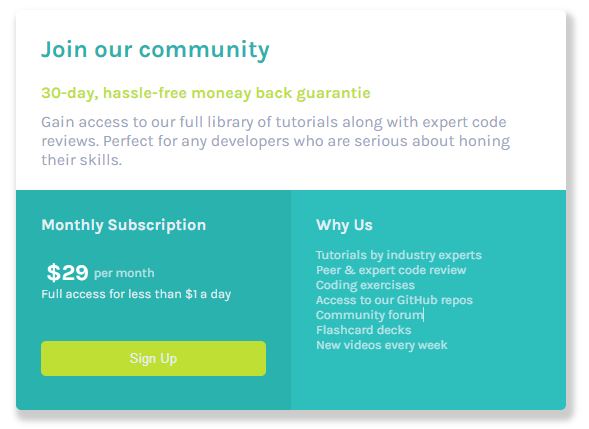 Join our community
30-day, hassle-free moneay back guarantie
Gain access to our full library of tutorials along with expert code
reviews. Perfect for any developers who are serious about honing
their skills.
Monthly Subscription
$29 per month
Full access for less than $1 a day
Sign Up
Why Us
Tutorials by industry experts
Peer & expert code review
Coding exercises
Access to our GitHub repos
Community forum
Flashcard decks
New videos every week